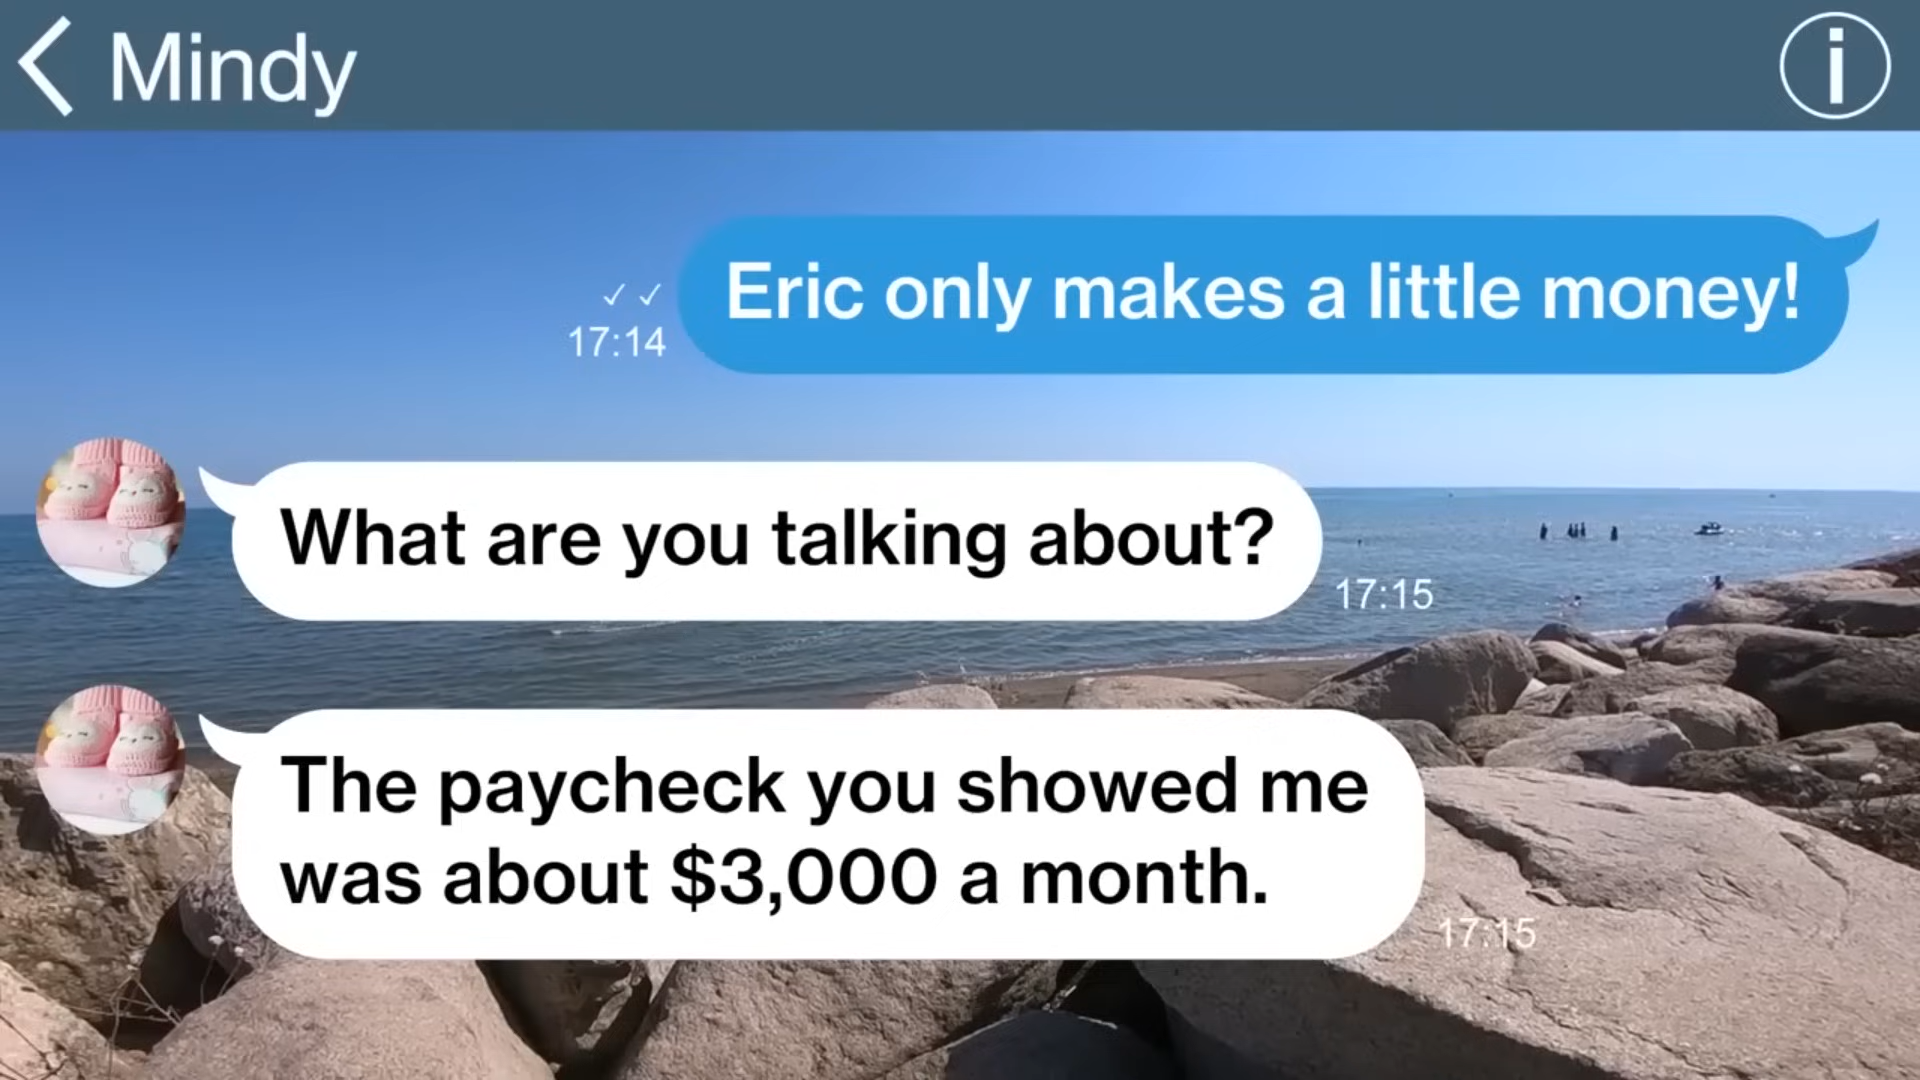 Mindy
Eric only makes a little money!
17:14
What are you talking about?
17:15
The paycheck you showed me
was about $3,000 a month.
17:15